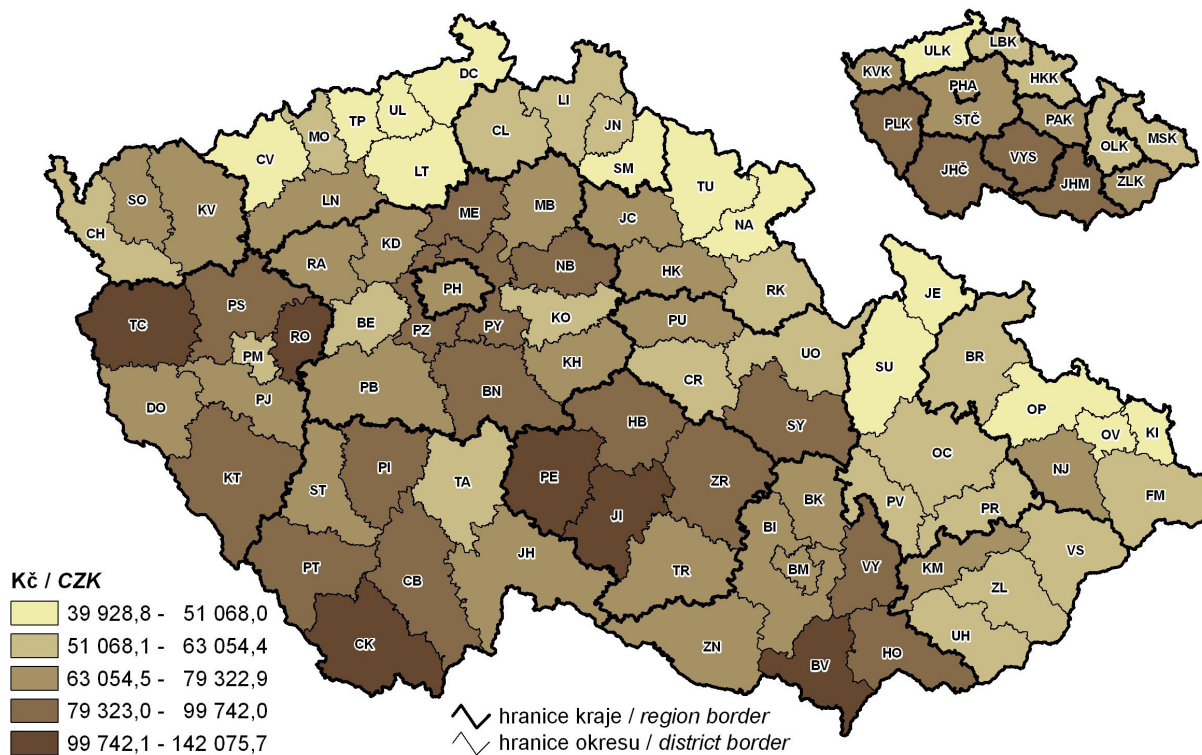 DC
LI
UL
TP
JN
MO
CL
CV
SM
LT
TU
SO
KV
LN
ME
MB
JC
NA
CH
KD
RA
NB
HK
RK
PH
JE
TC
PS
RO
BE
PZ
PY
KO
PU
PM
UO
BR
SU
KH
CR
DO
PJ
PB
BN
OP
OV
KI
HB
SY
OC
NJ
KT
ST
PI
TA
PE
ZR
FM
JI
BK
PV
PR
BI
JH
TR
BM
VY
KM
VS
PT
CB
ZL
CK
ZN
BV
HO
UH
ULK
LBK
KVK
HKK
PHA
STČ
PAK
PLK
OLK
MSK
JHČ
VYS
JHM
ZLK
Kč / CZK
39 928,8 - 51 068,0
51 068,1 - 63 054,4
63 054,5 - 79 322,9
79 323,0 - 99 742,0
99 742,1 - 142 075,7
hranice kraje / region border
hranice okresu / district border